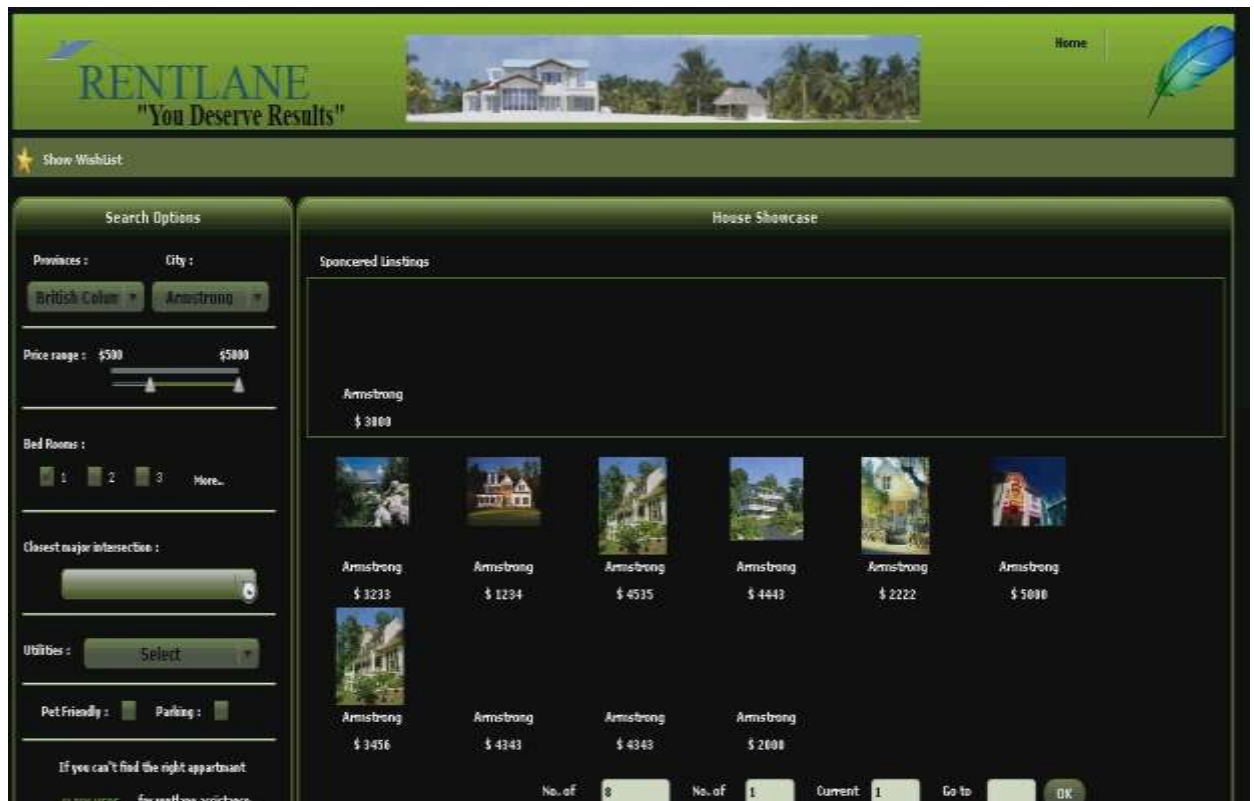 RENTLANE
"You Deserve Results"
Home
Show WishList
Search Options
Provinces :
City :
British Colum
Armstrong
Price range : $500 $5000
Bed Rooms :
1 2 3 More..
Closest major intersection :
Utilities : Select
Pet Friendly : Parking :
If you can't find the right appartmant
for rentlane assistance
House Showcase
Sponcered Linstings
Armstrong
$ 3000
Armstrong Armstrong Armstrong Armstrong Armstrong Armstrong
$ 3233 $ 1234 $ 4535 $ 4443 $ 2222 $ 5000
Armstrong Armstrong Armstrong Armstrong
$ 3456 $ 4343 $ 4343 $ 2000
No. of 8 No. of 1 Current 1 Go to OK